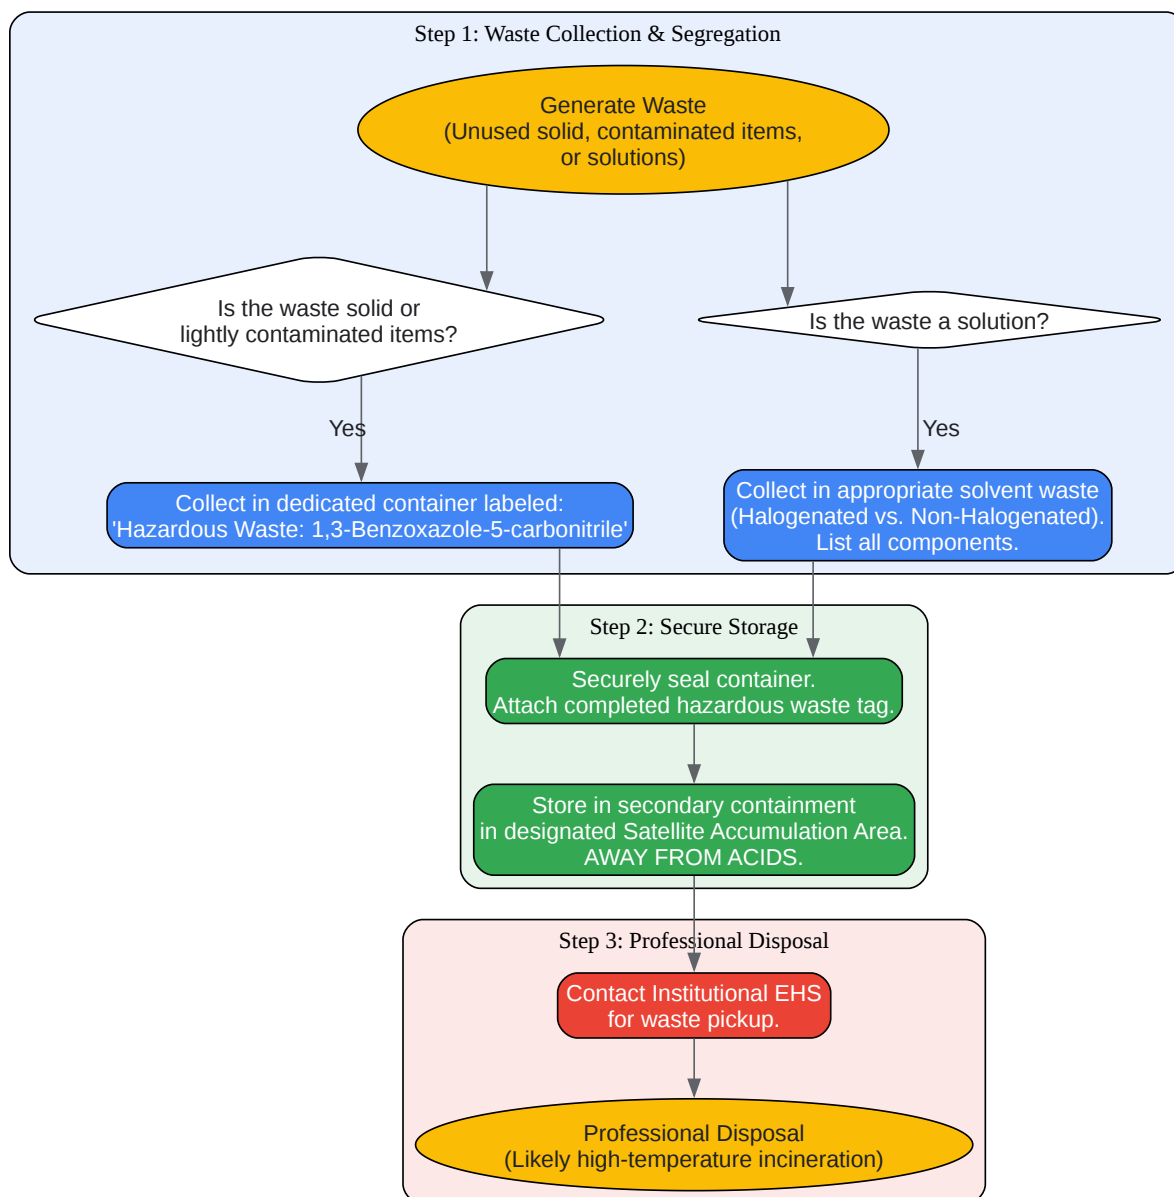 Step 1: Waste Collection & Segregation
Generate Waste
(Unused solid, contaminated items,
or solutions)
Is the waste solid or
lightly contaminated items?
Is the waste a solution?
Yes
Yes
Collect in dedicated container labeled:
'Hazardous Waste: 1,3-Benzoxazole-5-carbonitrile'
Collect in appropriate solvent waste
(Halogenated vs. Non-Halogenated).
List all components.
Step 2: Secure Storage
Securely seal container.
Attach completed hazardous waste tag.
Store in secondary containment
in designated Satellite Accumulation Area.
AWAY FROM ACIDS.
Step 3: Professional Disposal
Contact Institutional EHS
for waste pickup.
Professional Disposal
(Likely high-temperature incineration)